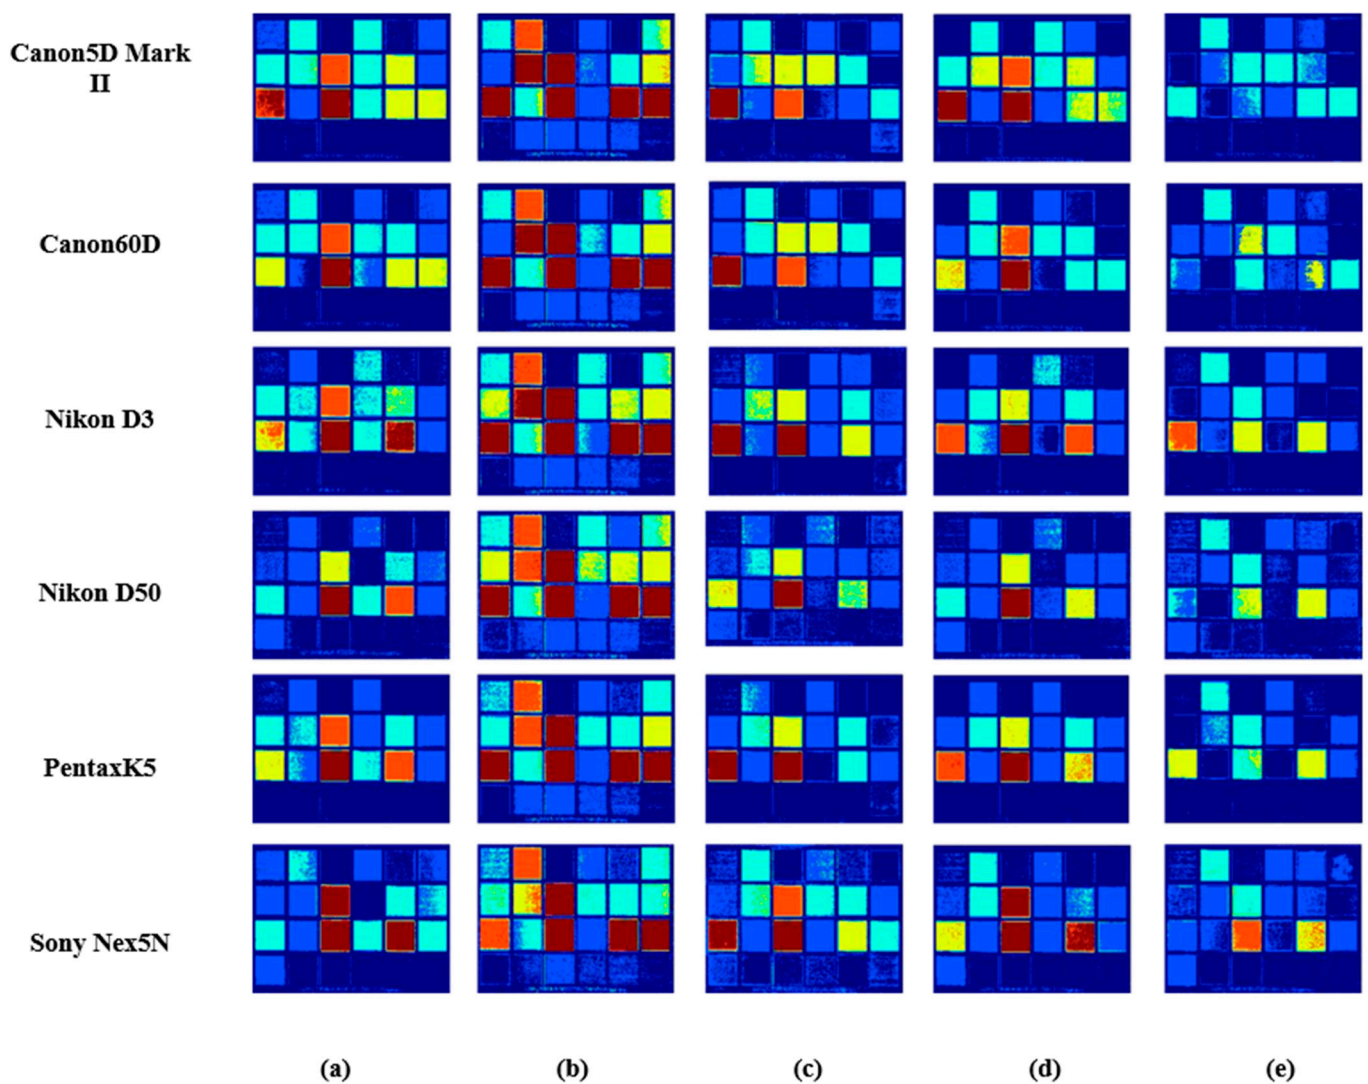 Canon5D Mark
II
Canon60D
Nikon D3
Nikon D50
PentaxK5
Sony Nex5N
(a) (b) (c) (d) (e)